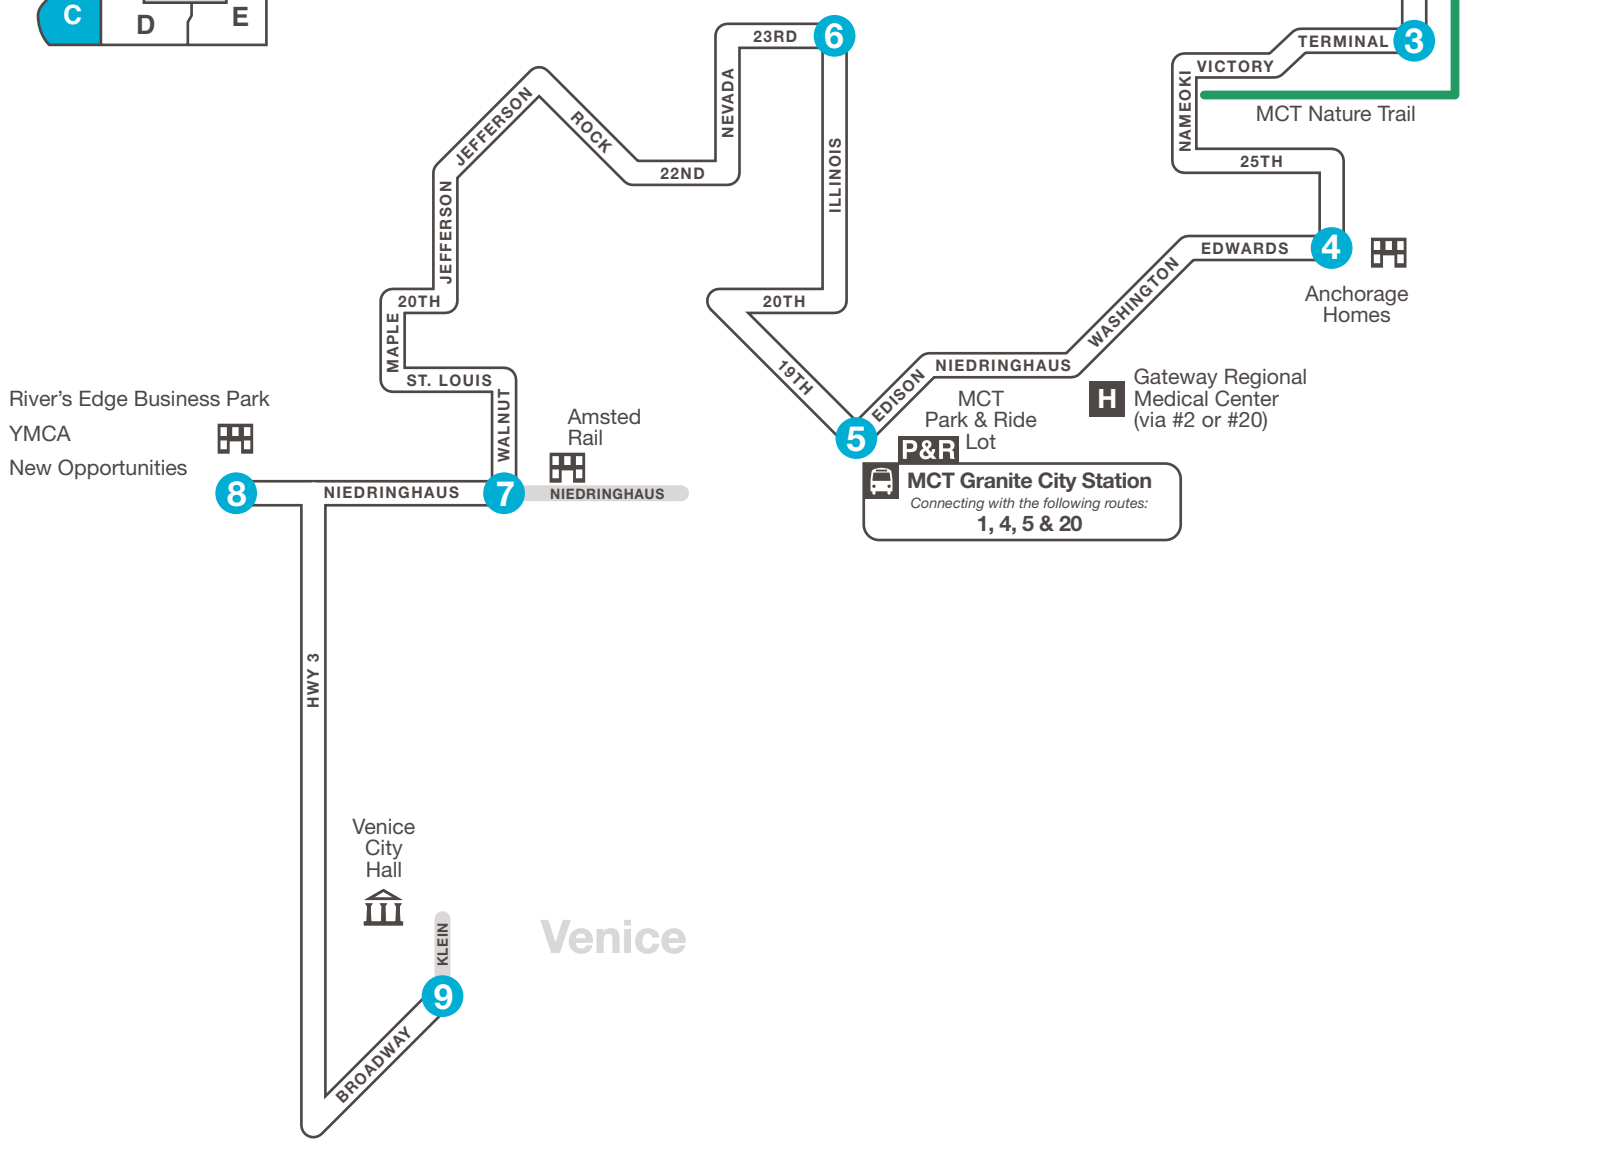 C
D
E
23RD
6
TERMINAL
3
VICTORY
NAMEOKI
MCT Nature Trail
25TH
JEFFERSON
ROCK
22ND
NEVADA
ILLINOIS
JEFFERSON
20TH
MAPLE
ST. LOUIS
WALNUT
20TH
19TH
EDWARDS
4
WASHINGTON
Anchorage
Homes
NIEDRINGHAUS
EDISON
5
MCT
Park & Ride
Lot
P&R
H
Gateway Regional
Medical Center
(via #2 or #20)
MCT Granite City Station
Connecting with the following routes:
1, 4, 5 & 20
River's Edge Business Park
YMCA
New Opportunities
Amsted
Rail
8
NIEDRINGHAUS
7
NIEDRINGHAUS
HWY 3
Venice
City
Hall
KLEIN
Venice
9
BROADWAY